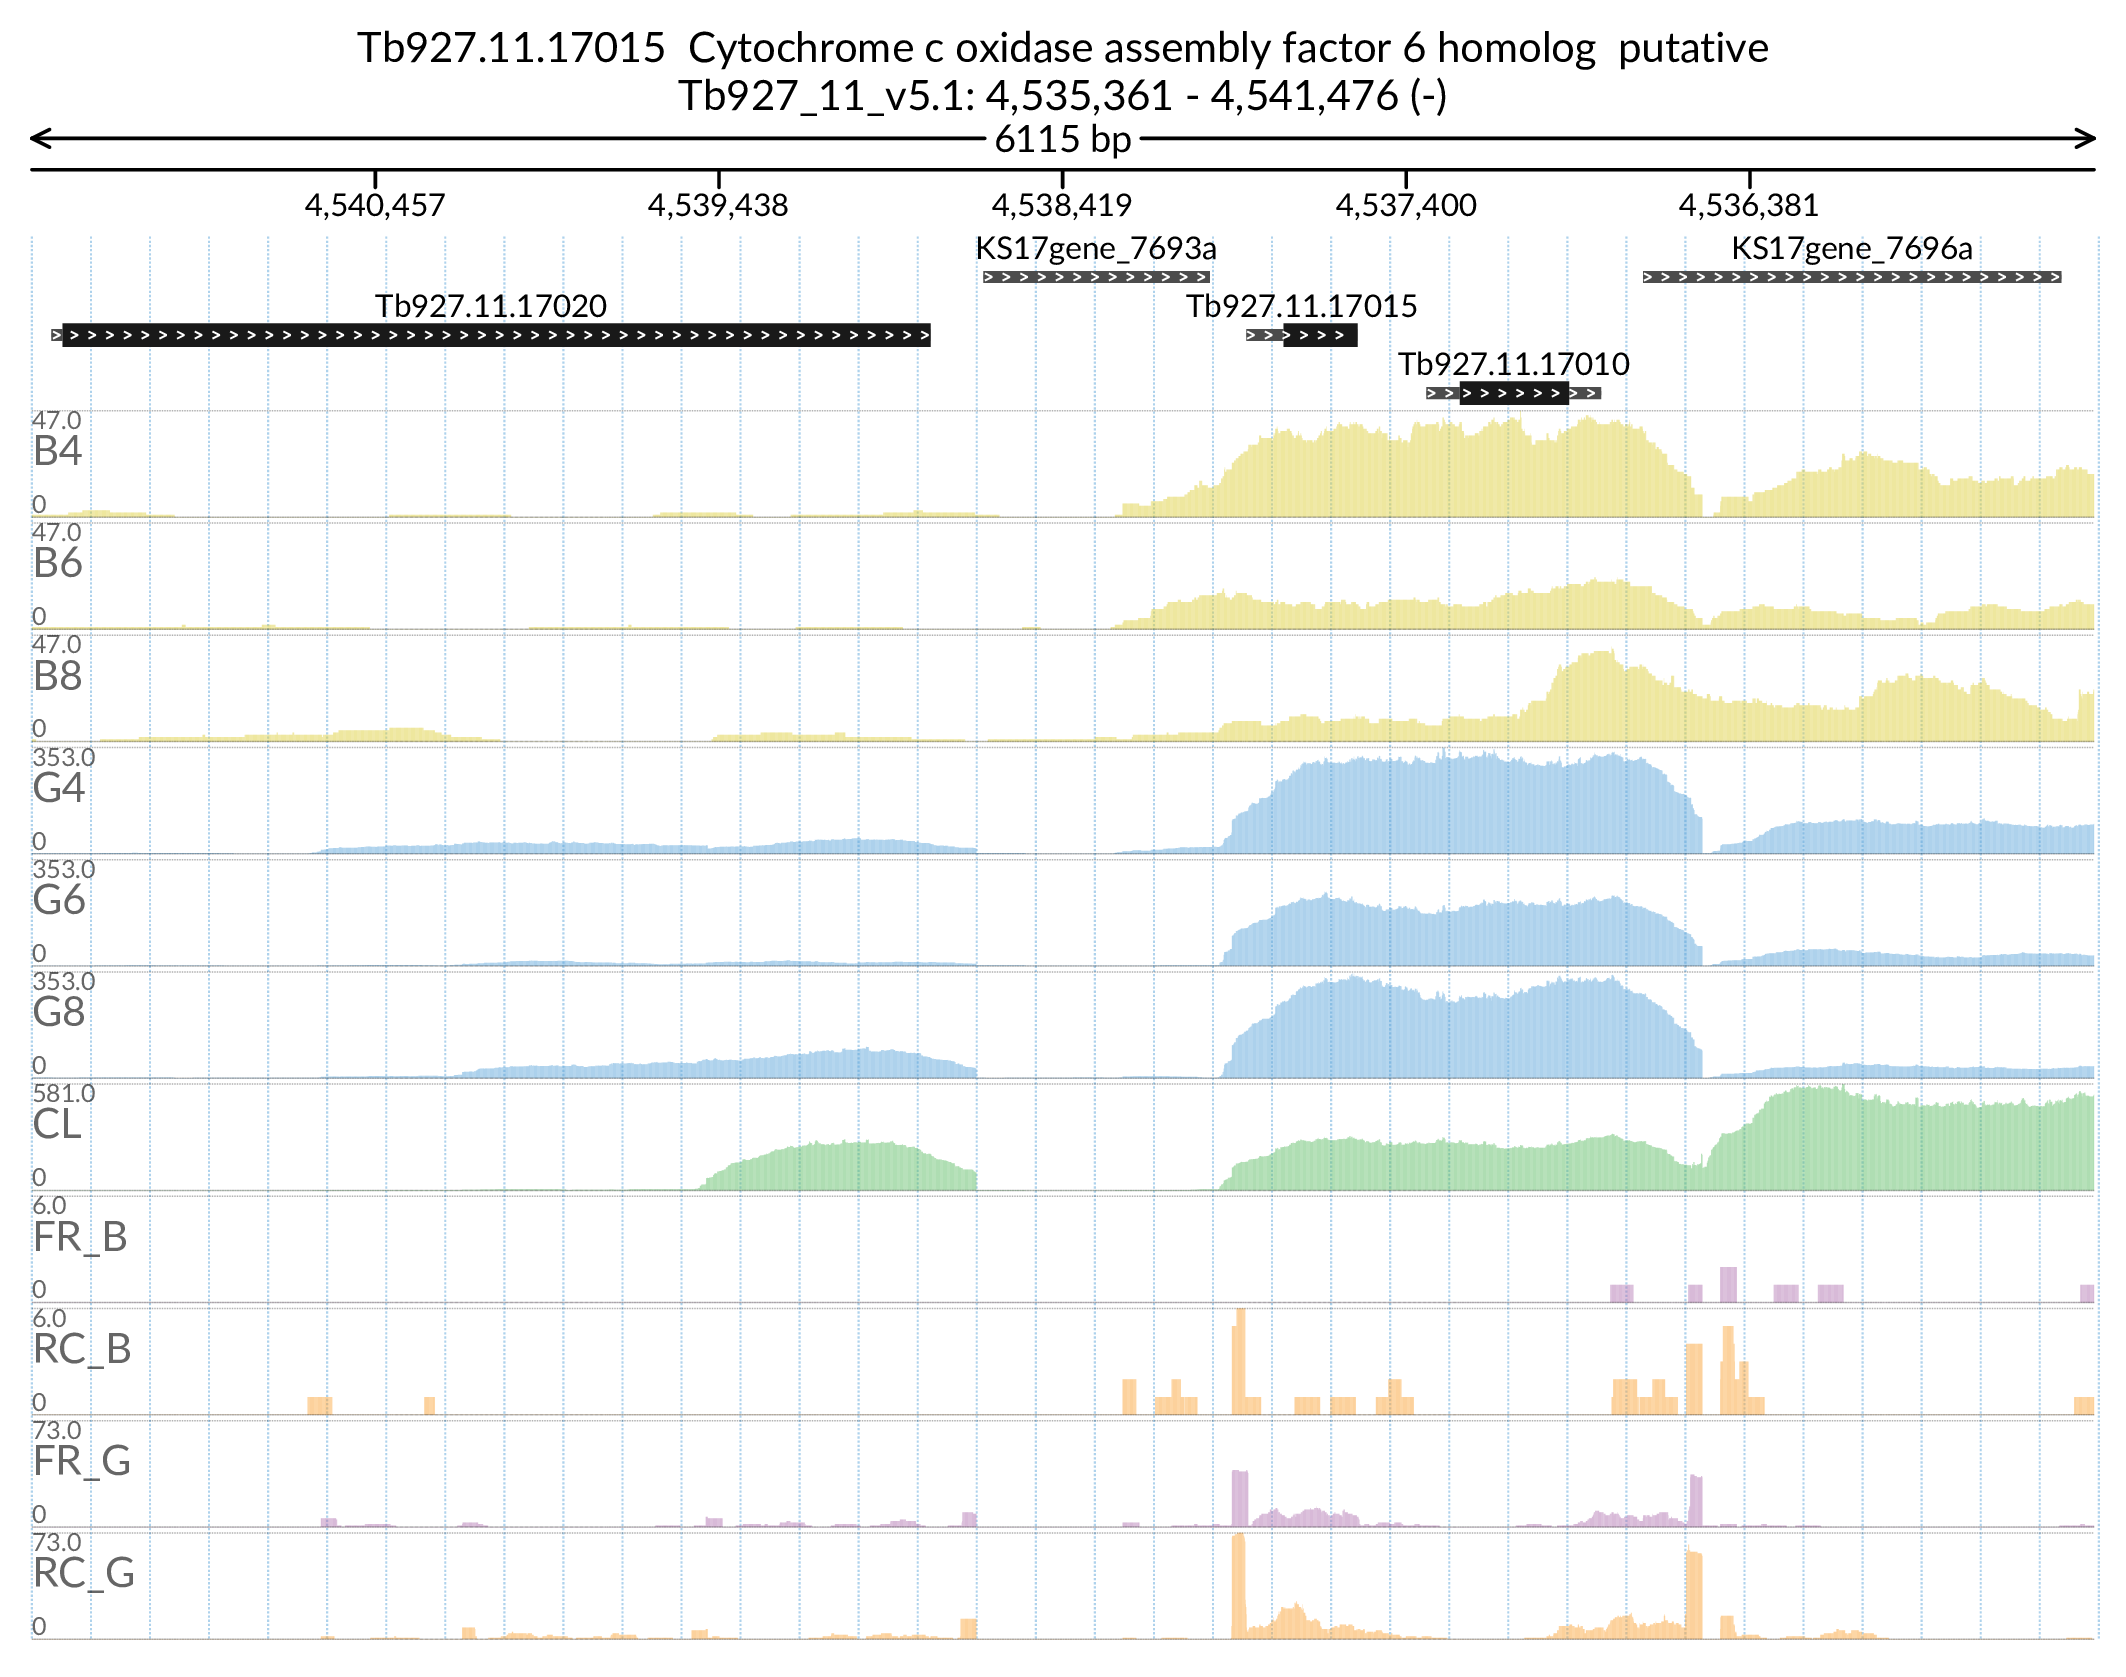 Tb927.11.17015  Cytochrome c oxidase assembly factor 6 homolog  putative
Tb927_11_v5.1: 4,535,361 - 4,541,476 (-)
6115 bp
4,540,457 4,539,438 4,538,419 4,537,400 4,536,381
KS17gene_7693a KS17gene_7696a
Tb927.11.17020 Tb927.11.17015
Tb927.11.17010
47.0
B4
0
47.0
B6
0
47.0
B8
0
353.0
G4
0
353.0
G6
0
353.0
G8
0
581.0
CL
0
6.0
FR_B
0
6.0
RC_B
0
73.0
FR_G
0
73.0
RC_G
0